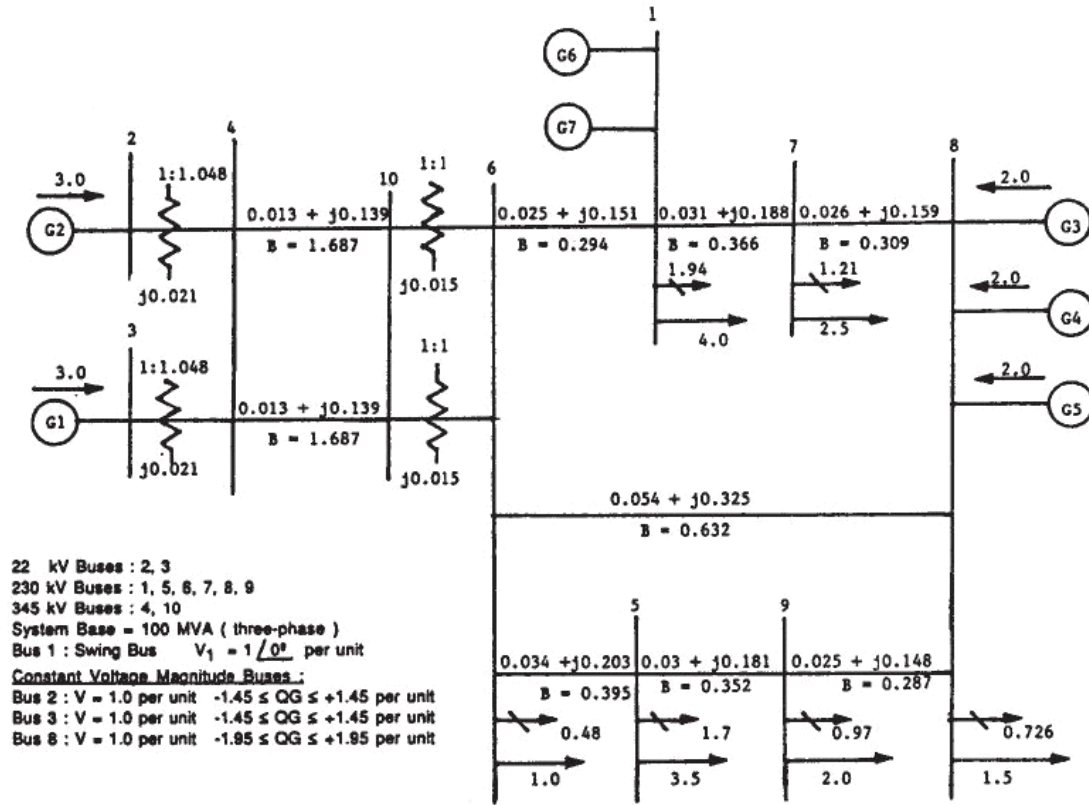 1
G6
G7
2
4
10
1:1
6
7
8
3.0
1:1.048
G2
0.013 + j0.139
B = 1.687
j0.021
j0.015
0.025 + j0.151
B = 0.294
0.031 +j0.188
B = 0.366
0.026 + j0.159
B = 0.309
1.94
4.0
1.21
2.5
2.0
G3
2.0
G4
2.0
G5
3
3.0
1:1.048
G1
0.013 + j0.139
B = 1.687
j0.021
1:1
j0.015
0.054 + j0.325
B = 0.632
22 kV Buses : 2, 3
230 kV Buses : 1, 5, 6, 7, 8, 9
345 kV Buses : 4, 10
System Base = 100 MVA ( three-phase )
Bus 1 : Swing Bus V₁ = 1 /0° per unit
Constant Voltage Magnitude Buses :
Bus 2 : V = 1.0 per unit -1.45 ≤ QG ≤ +1.45 per unit
Bus 3 : V = 1.0 per unit -1.45 ≤ QG ≤ +1.45 per unit
Bus 8 : V = 1.0 per unit -1.95 ≤ QG ≤ +1.95 per unit
5
9
0.034 +j0.203
B = 0.395
0.03 + j0.181
B = 0.352
0.025 + j0.148
B = 0.287
0.48
1.0
1.7
3.5
0.97
2.0
0.726
1.5